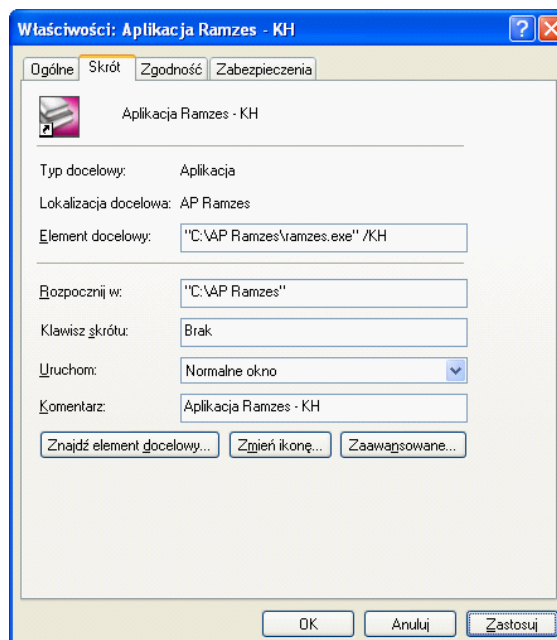 Właściwości: Aplikacja Ramzes - KH
Ogólne Skrót Zgodność Zabezpieczenia
Aplikacja Ramzes - KH
Typ docelowy: Aplikacja
Lokalizacja docelowa: AP Ramzes
Element docelowy: "C:\AP Ramzes\ramzes.exe" /KH
Rozpocznij w: "C:\AP Ramzes"
Klawisz skrótu: Brak
Uruchom: Normalne okno
Komentarz: Aplikacja Ramzes - KH
Znajdź element docelowy... Zmień ikonę... Zaawansowane...
OK Anuluj Zastosuj